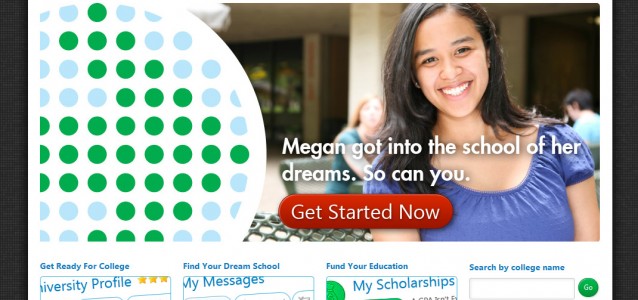 Megan got into the school of her
dreams. So can you.
Get Started Now
Get Ready For College
Find Your Dream School
Fund Your Education
Search by college name
niversity Profile
My Messages
My Scholarships
Go